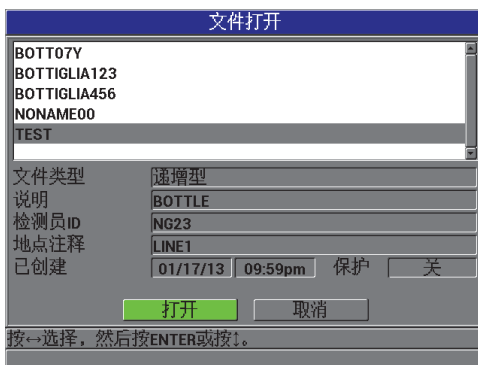 文件打开
BOTT07Y
BOTTIGLIA123
BOTTIGLIA456
NONAME00
TEST
文件类型 递增型
说明 BOTTLE
检测员ID NG23
地点注释 LINE1
已创建 01/17/13 09:59pm 保护 关
打开 取消
按↔选择，然后按ENTER或按↕。